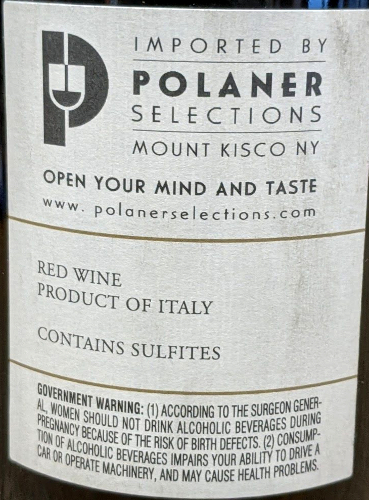 IMPORTED BY
POLANER
SELECTIONS
MOUNT KISCO NY
OPEN YOUR MIND AND TASTE
www. polanerselections.com
RED WINE
PRODUCT OF ITALY
CONTAINS SULFITES
GOVERNMENT WARNING: (1) ACCORDING TO THE SURGEON GENER-
AL, WOMEN SHOULD NOT DRINK ALCOHOLIC BEVERAGES DURING
PREGNANCY BECAUSE OF THE RISK OF BIRTH DEFECTS. (2) CONSUMP-
TION OF ALCOHOLIC BEVERAGES IMPAIRS YOUR ABILITY TO DRIVE A
CAR OR OPERATE MACHINERY, AND MAY CAUSE HEALTH PROBLEMS.